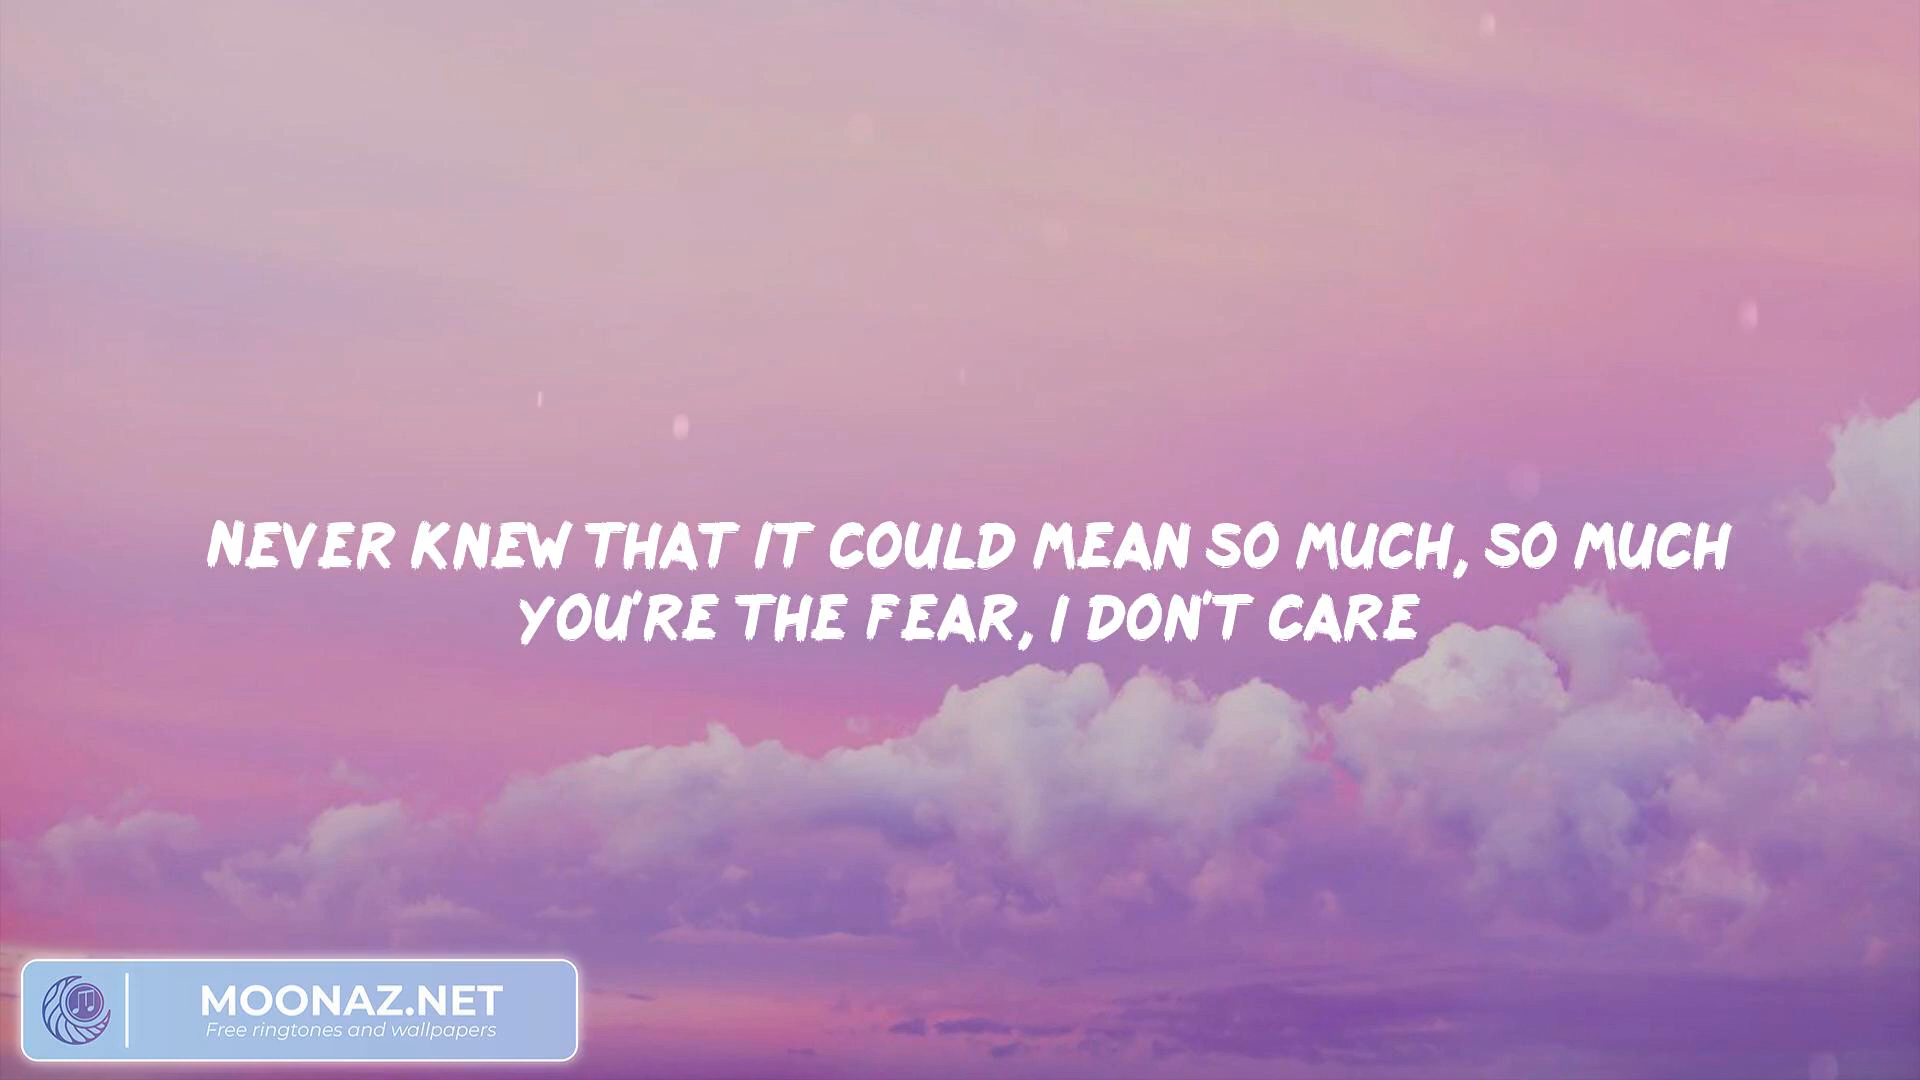 NEVER KNEW THAT IT COULD MEAN SO MUCH, SO MUCH
YOU'RE THE FEAR, I DON'T CARE
MOONAZ.NET
Free ringtones and wallpapers